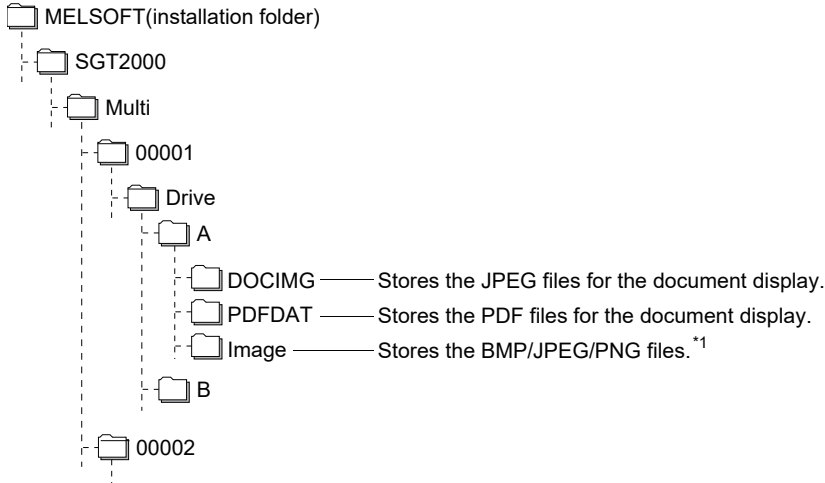 MELSOFT(installation folder)
SGT2000
Multi
00001
Drive
A
DOCIMG Stores the JPEG files for the document display.
PDFDAT Stores the PDF files for the document display.
Image Stores the BMP/JPEG/PNG files.*1
B
00002